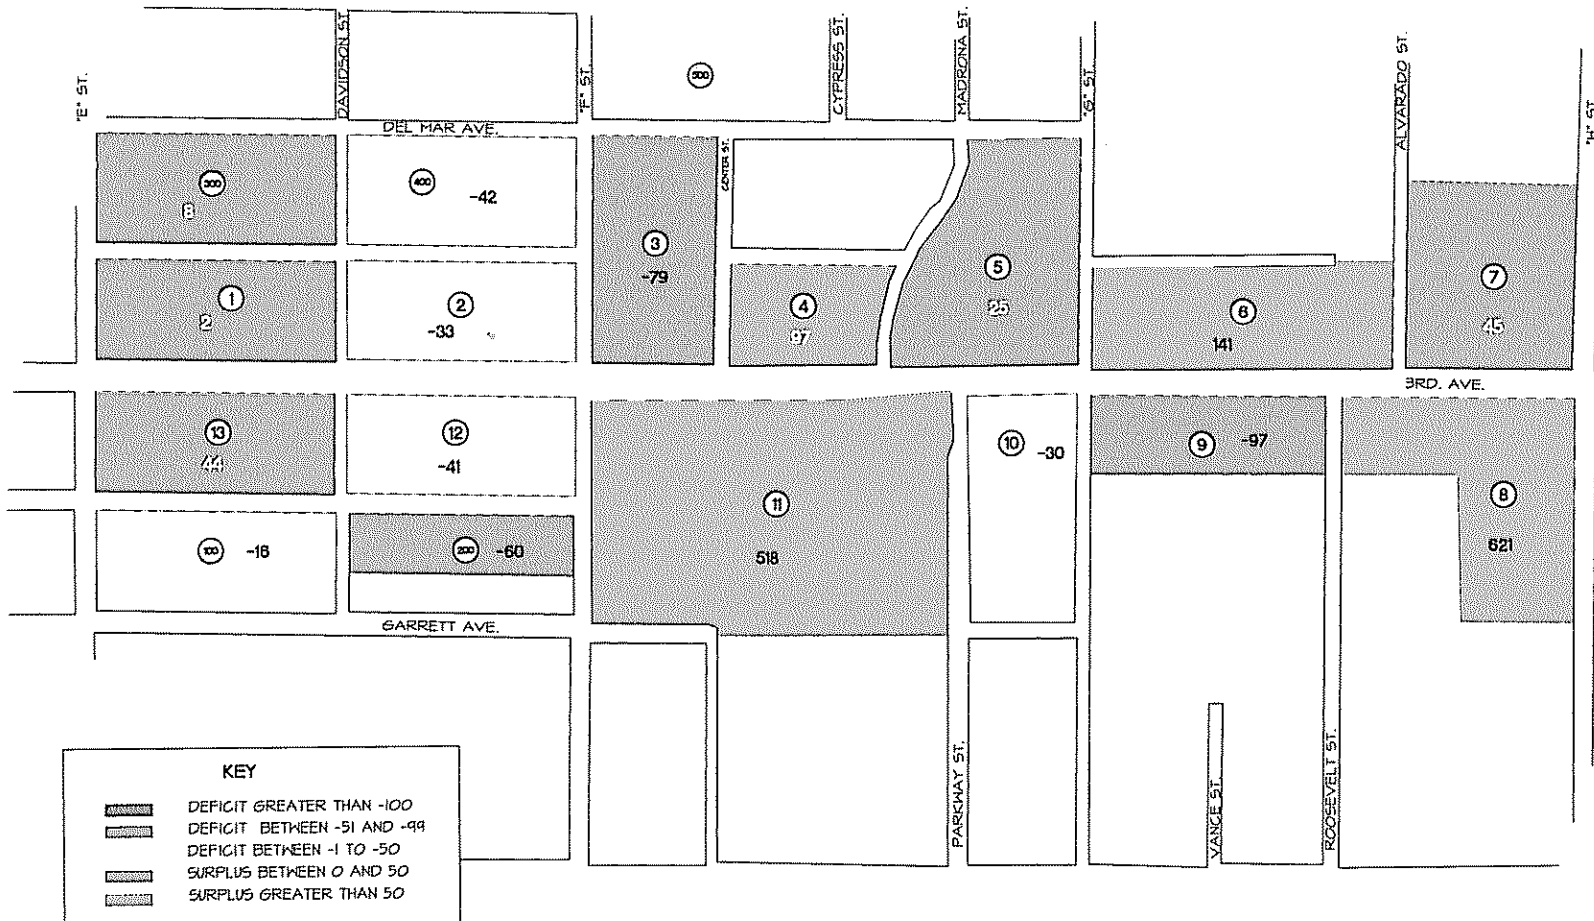 "E" ST.
DAVIDSON ST.
"F" ST.
500
CYPRESS ST.
MADRONA ST.
"G" ST.
ALVARADO ST.
"H" ST.
DEL MAR AVE.
CENTER ST.
300
8
400
-42
3
-79
5
25
7
45
1
2
2
-33
4
87
6
141
3RD. AVE.
13
44
12
-41
11
518
10
-30
9
-97
8
621
100
-16
200
-60
GARRETT AVE.
PARKWAY ST.
VANCE ST.
ROOSEVELT ST.
KEY
DEFICIT GREATER THAN -100
DEFICIT BETWEEN -51 AND -99
DEFICIT BETWEEN -1 TO -50
SURPLUS BETWEEN 0 AND 50
SURPLUS GREATER THAN 50